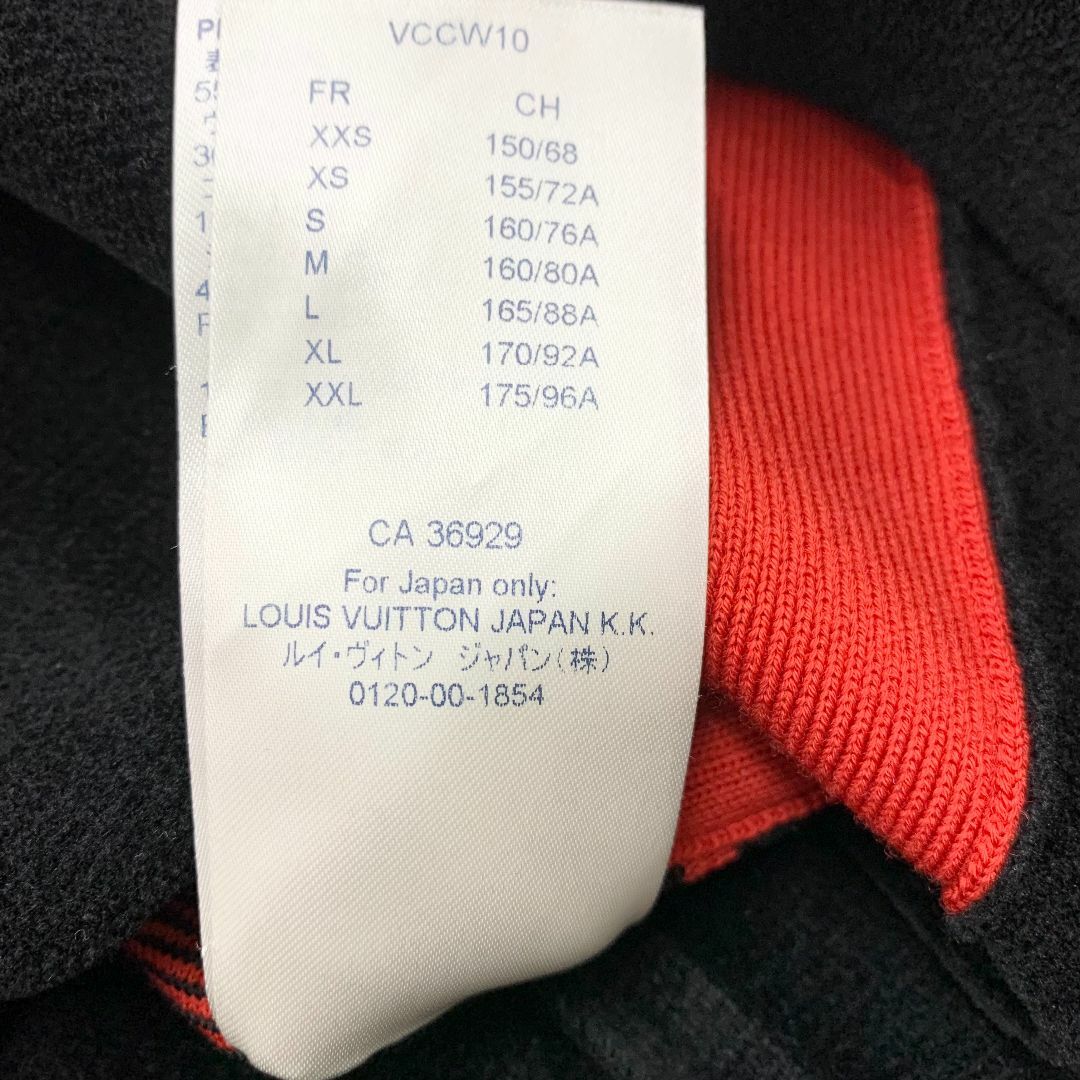 VCCW10
FR CH
XXS 150/68
XS 155/72A
S 160/76A
M 160/80A
L 165/88A
XL 170/92A
XXL 175/96A
CA 36929
For Japan only:
LOUIS VUITTON JAPAN K.K.
ルイ・ヴィトン ジャパン(株)
0120-00-1854